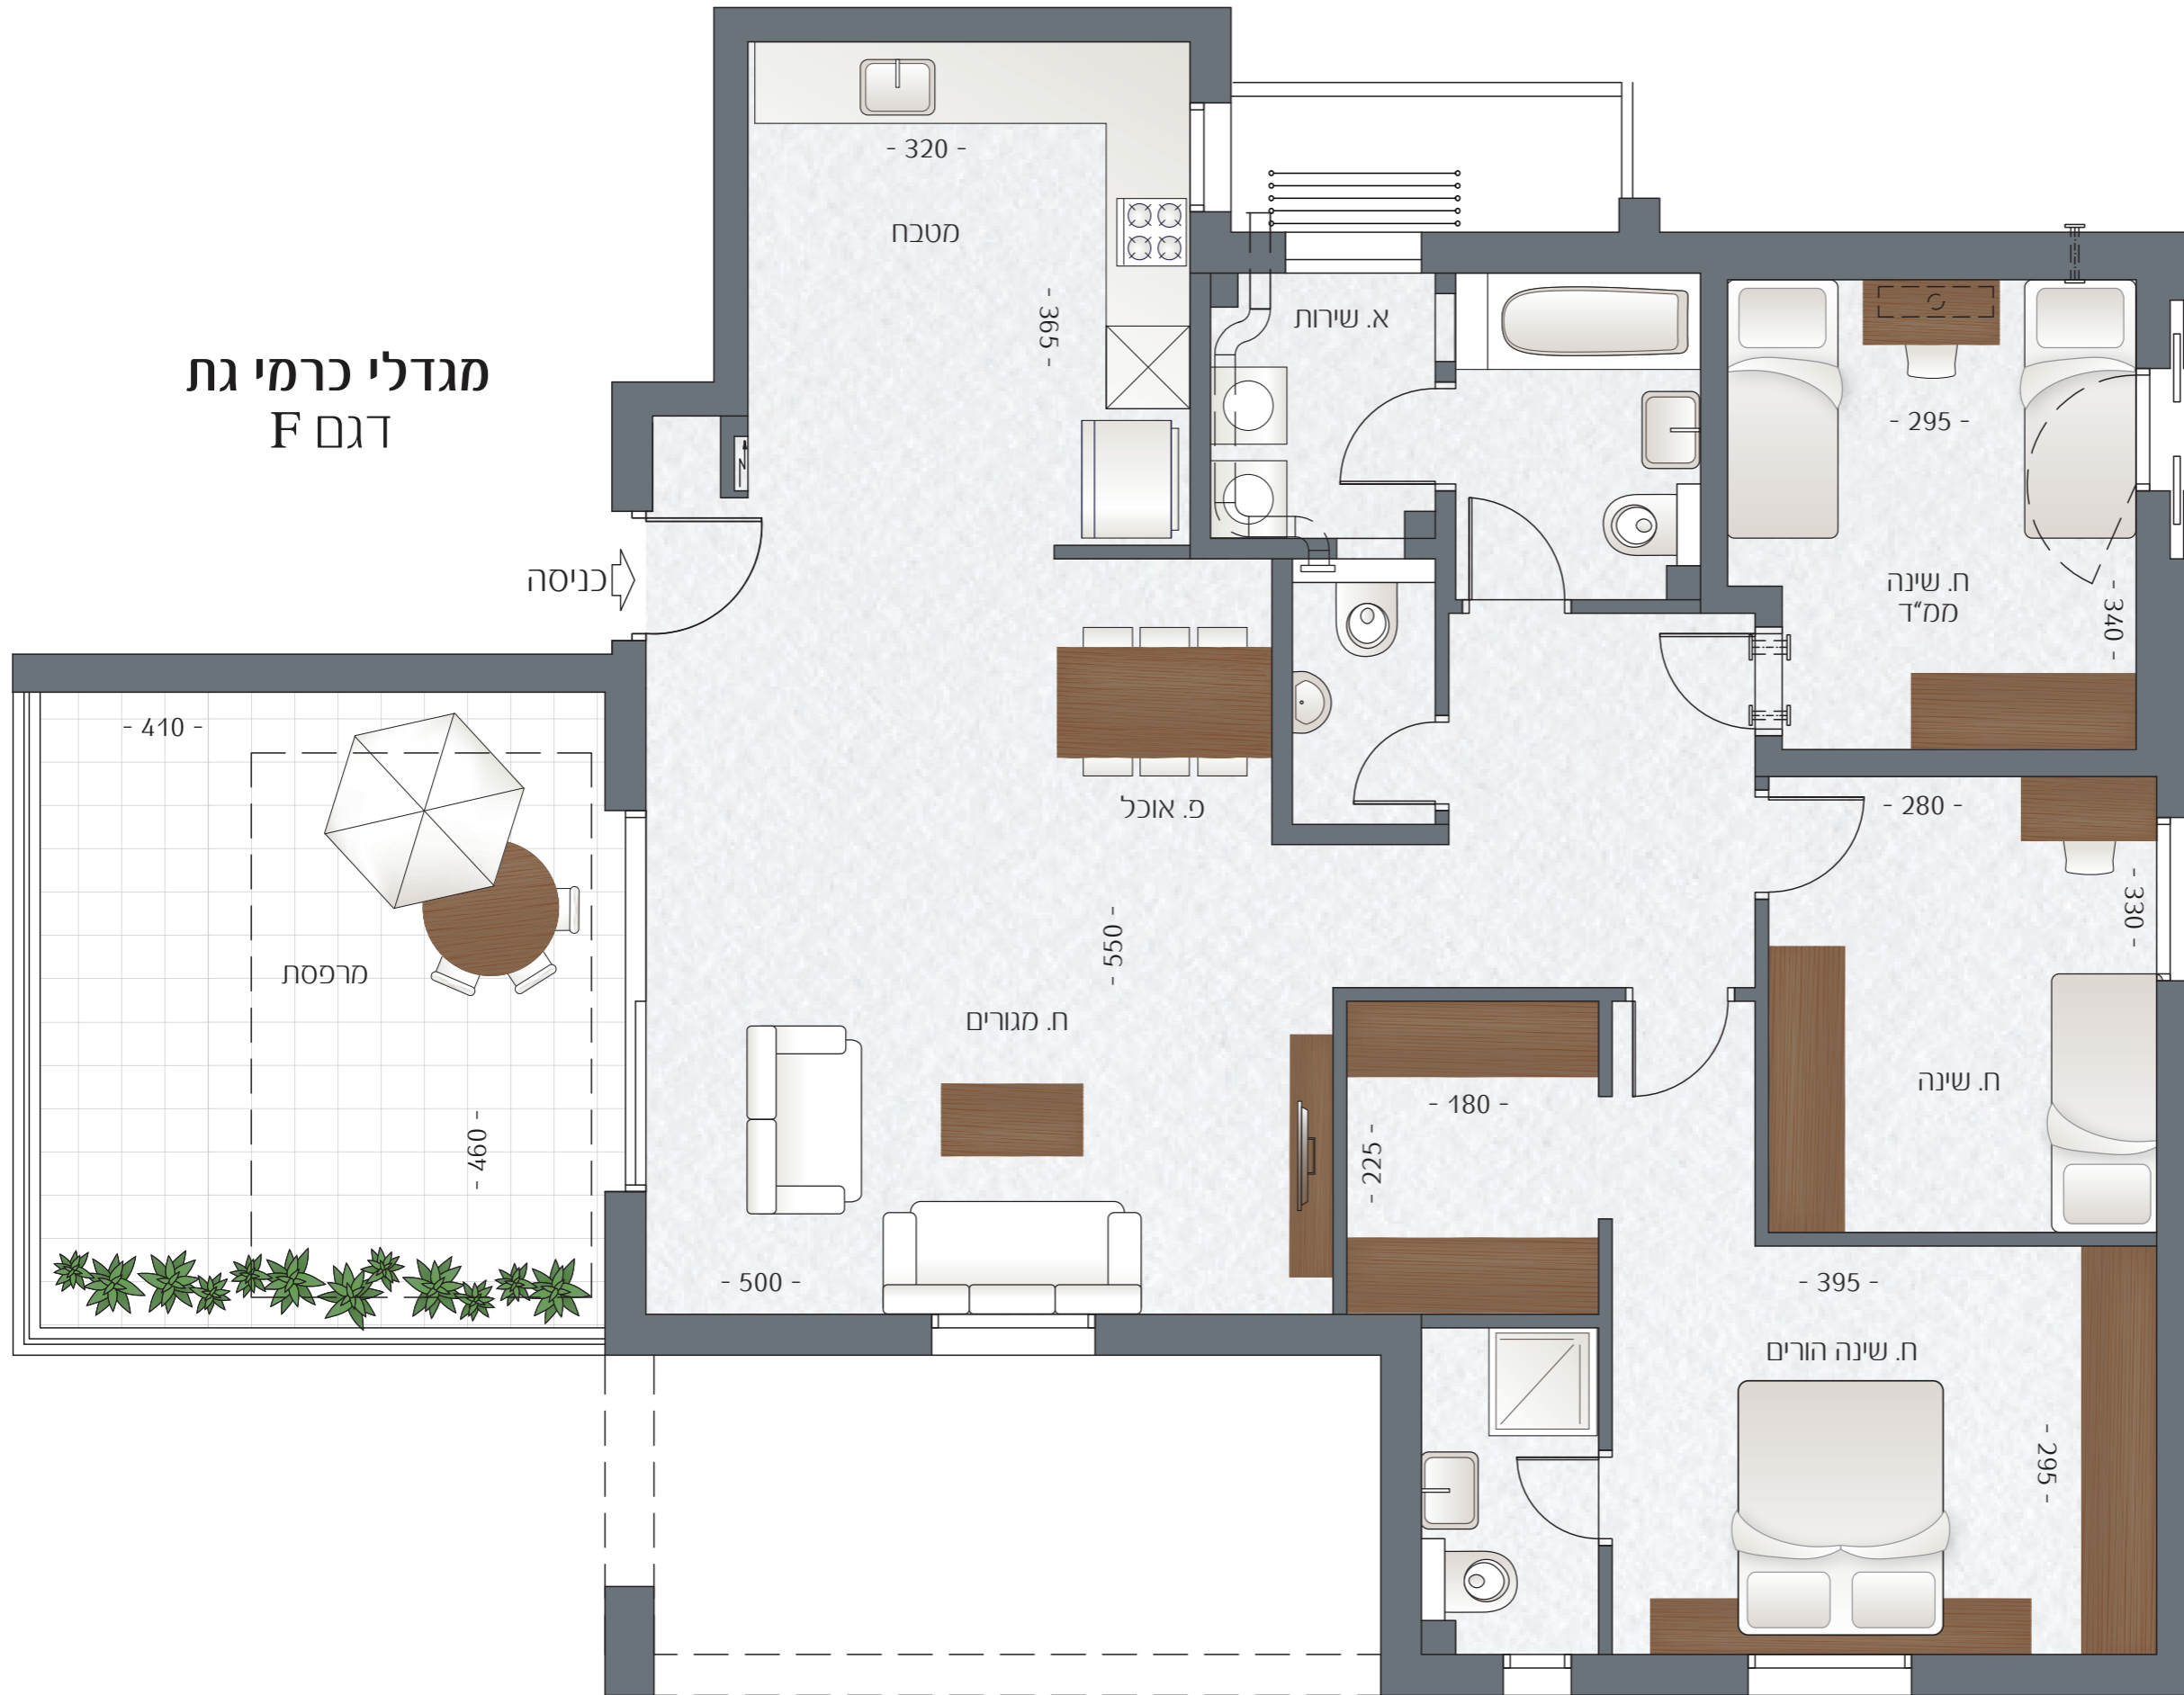 מגדלי כרמי גת
דגם F
- 320 -
מטבח
- 365 -
א. שירות
- 295 -
ח. שינה
ממ"ד
- 340 -
כניסה
- 410 -
פ. אוכל
- 280 -
- 330 -
מרפסת
- 550 -
ח. מגורים
- 460 -
- 180 -
- 225 -
ח. שינה
- 500 -
- 395 -
ח. שינה הורים
- 295 -